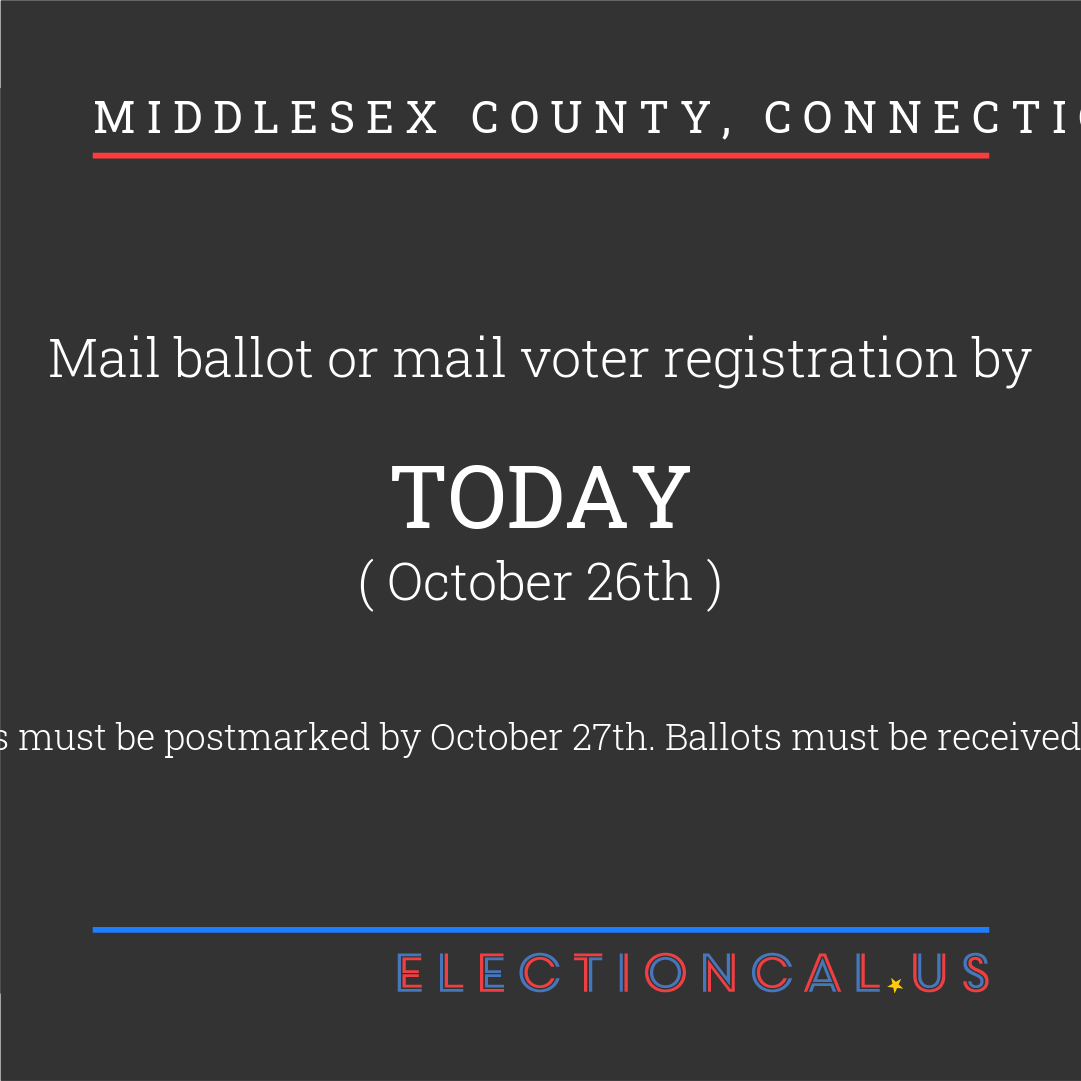 MIDDLESEX COUNTY, CONNECTI
Mail ballot or mail voter registration by
TODAY
( October 26th )
s must be postmarked by October 27th. Ballots must be received
ELECTIONCAL.US